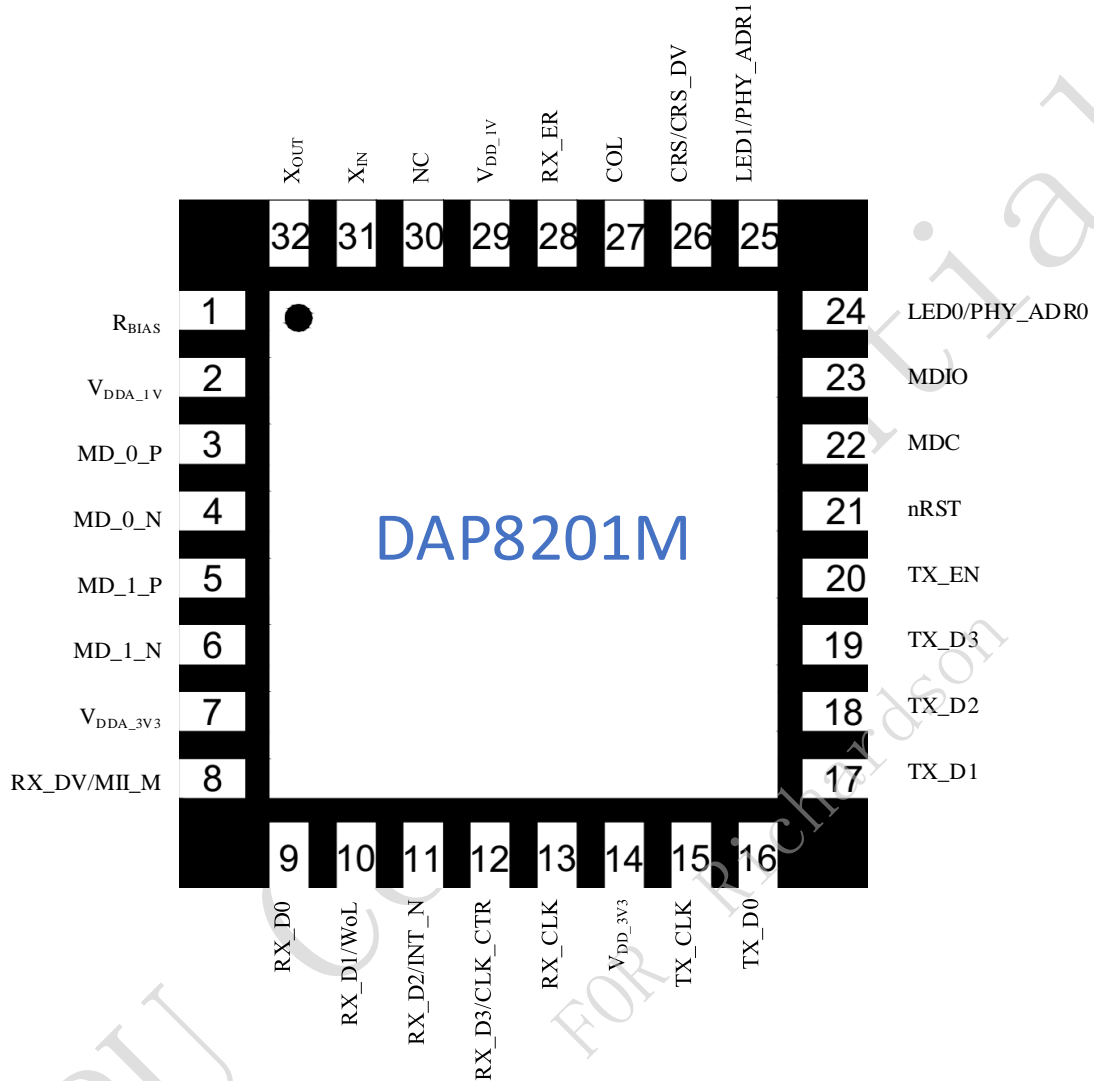 X_OUT
X_IN
NC
V_DD_1V
RX_ER
COL
CRS/CRS_DV
LED1/PHY_ADR1
32 31 30 29 28 27 26 25
R_BIAS 1
V_DDA_1V 2
MD_0_P 3
MD_0_N 4
MD_1_P 5
MD_1_N 6
V_DDA_3V3 7
RX_DV/MII_M 8
DAP8201M
24 LED0/PHY_ADR0
23 MDIO
22 MDC
21 nRST
20 TX_EN
19 TX_D3
18 TX_D2
17 TX_D1
9 10 11 12 13 14 15 16
RX_D0
RX_D1/WoL
RX_D2/INT_N
RX_D3/CLK_CTR
RX_CLK
V_DD_3V3
TX_CLK
TX_D0
FOR Richardson